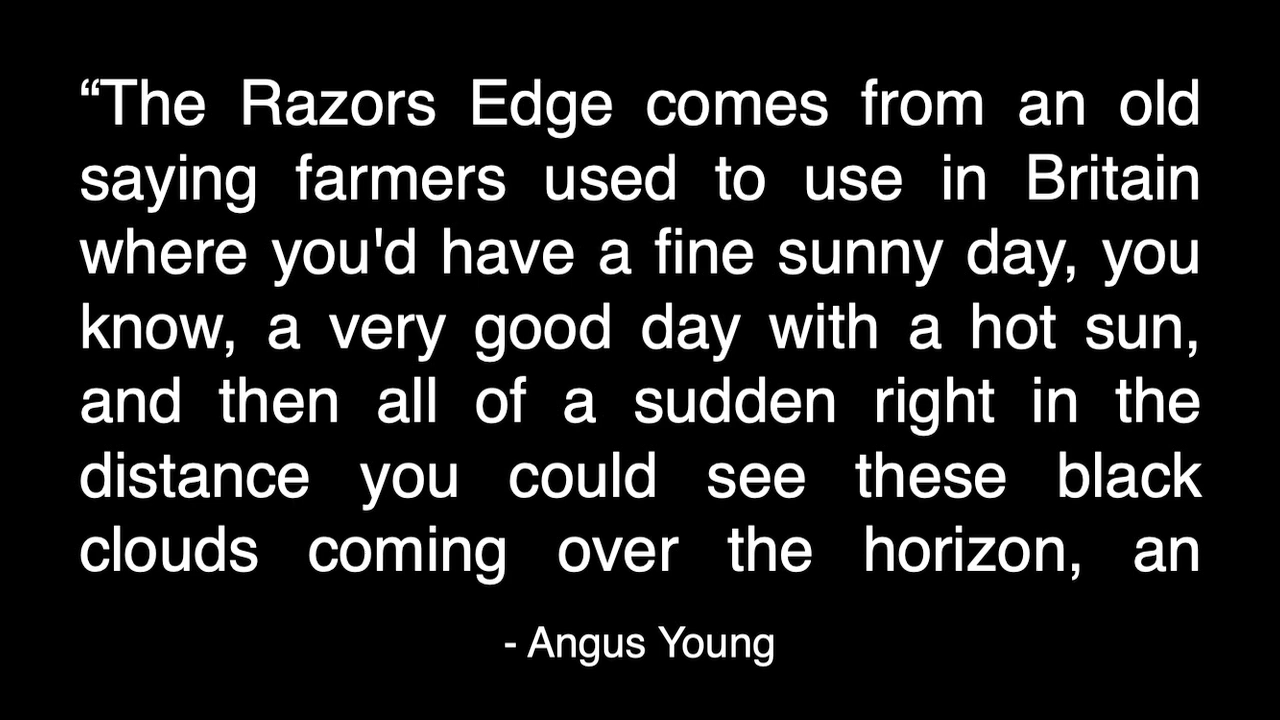 “The Razors Edge comes from an old
saying farmers used to use in Britain
where you'd have a fine sunny day, you
know, a very good day with a hot sun,
and then all of a sudden right in the
distance you could see these black
clouds coming over the horizon, an
- Angus Young